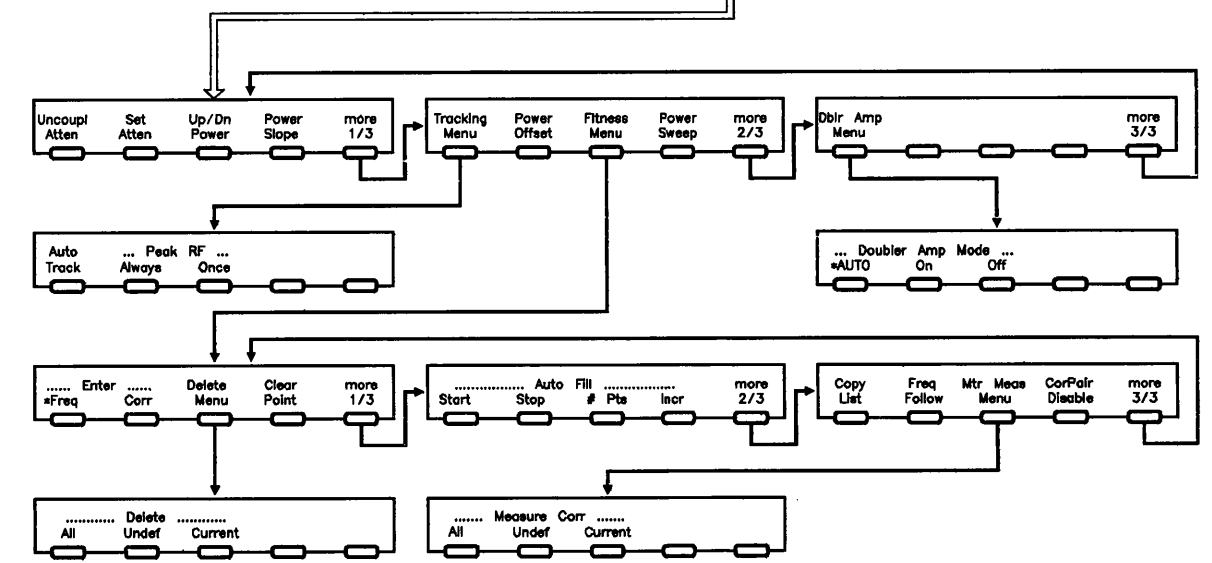 Uncoupl Set Up/Dn Power more
Atten Atten Power Slope 1/3
Tracking Power Fltness Power more
Menu Offset Menu Sweep 2/3
Dblr Amp more
Menu 3/3
Auto ... Peak RF ...
Track Always Once
... Doubler Amp Mode ...
*AUTO On Off
...... Enter ...... Delete Clear more
*Freq Corr Menu Point 1/3
................. Auto Fill ................. more
Start Stop # Pts Incr 2/3
Copy Freq Mtr Meas CorPair more
List Follow Menu Disable 3/3
............ Delete ............
All Undef Current
....... Measure Corr .......
All Undef Current